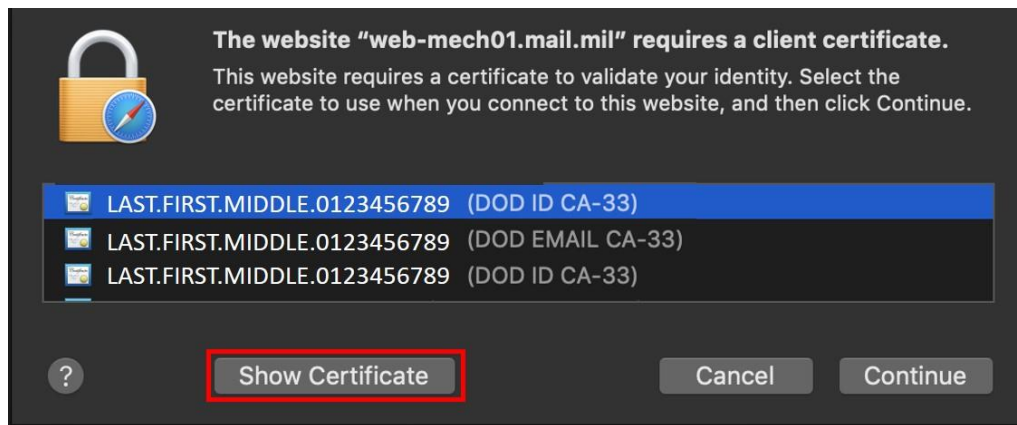 The website “web-mech01.mail.mil” requires a client certificate.
This website requires a certificate to validate your identity. Select the
certificate to use when you connect to this website, and then click Continue.
LAST.FIRST.MIDDLE.0123456789 (DOD ID CA-33)
LAST.FIRST.MIDDLE.0123456789 (DOD EMAIL CA-33)
LAST.FIRST.MIDDLE.0123456789 (DOD ID CA-33)
? Show Certificate Cancel Continue